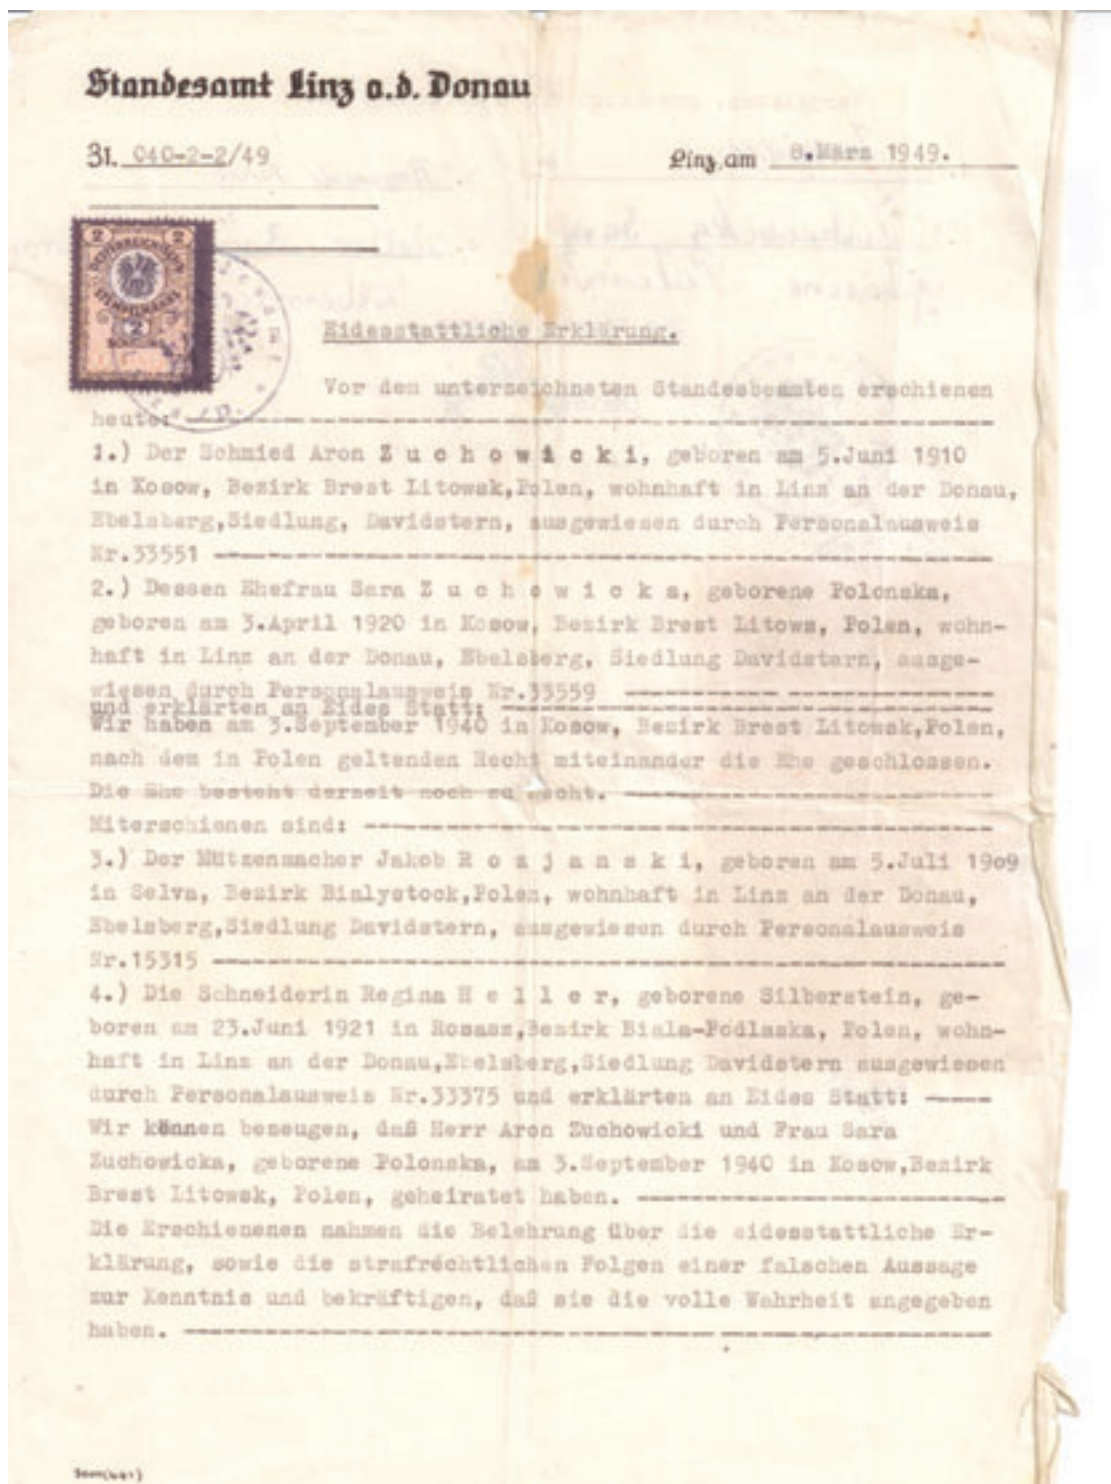 Standesamt Linz a.d. Donau
Zl. 040-2-2/49
Linz, am 8.März 1949.
2 2
ÖSTERREICHISCHE
STEMPELMARKE
2
Eidesstattliche Erklärung.
Vor dem unterzeichneten Standesbeamten erschienen
heute:
1.) Der Schmied Aron Z u c h o w i c k i, geboren am 5.Juni 1910
in Kosow, Bezirk Brest Litowsk,Polen, wohnhaft in Linz an der Donau,
Ebelsberg,Siedlung, Davidstern, ausgewiesen durch Personalausweis
Nr.33551
2.) Dessen Ehefrau Sara Z u c h o w i c k a, geborene Polonska,
geboren am 3.April 1920 in Kosow, Bezirk Brest Litows, Polen, wohn-
haft in Linz an der Donau, Ebelsberg, Siedlung Davidstern, ausge-
wiesen durch Personalausweis Nr.33559
und erklärten an Eides Statt:
Wir haben am 3.September 1940 in Kosow, Bezirk Brest Litowsk,Polen,
nach dem in Polen geltenden Recht miteinander die Ehe geschlossen.
Die Ehe besteht derzeit noch zu Recht.
Miterschienen sind:
3.) Der Mützenmacher Jakob R o z j a n s k i, geboren am 5.Juli 1909
in Selva, Bezirk Bialystock,Polen, wohnhaft in Linz an der Donau,
Ebelsberg,Siedlung Davidstern, ausgewiesen durch Personalausweis
Nr.15315
4.) Die Schneiderin Regina H e l l e r, geborene Silberstein, ge-
boren am 23.Juni 1921 in Rosasz,Bezirk Biala-Podlaska, Polen, wohn-
haft in Linz an der Donau,Ebelsberg,Siedlung Davidstern ausgewiesen
durch Personalausweis Nr.33375 und erklärten an Eides Statt:
Wir können bezeugen, daß Herr Aron Zuchowicki und Frau Sara
Zuchowicka, geborene Polonska, am 3.September 1940 in Kosow,Bezirk
Brest Litowsk, Polen, geheiratet haben.
Die Erschienenen nahmen die Belehrung über die eidesstattliche Er-
klärung, sowie die strafrechtlichen Folgen einer falschen Aussage
zur Kenntnis und bekräftigen, daß sie die volle Wahrheit angegeben
haben.